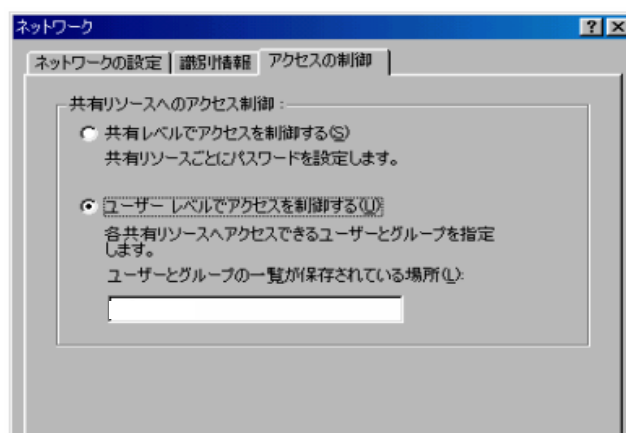 ネットワーク
ネットワークの設定 識別情報 アクセスの制御
共有リソースへのアクセス制御：
共有レベルでアクセスを制御する(S)
共有リソースごとにパスワードを設定します。
ユーザー レベルでアクセスを制御する(U)
各共有リソースへアクセスできるユーザーとグループを指定
します。
ユーザーとグループの一覧が保存されている場所(L):